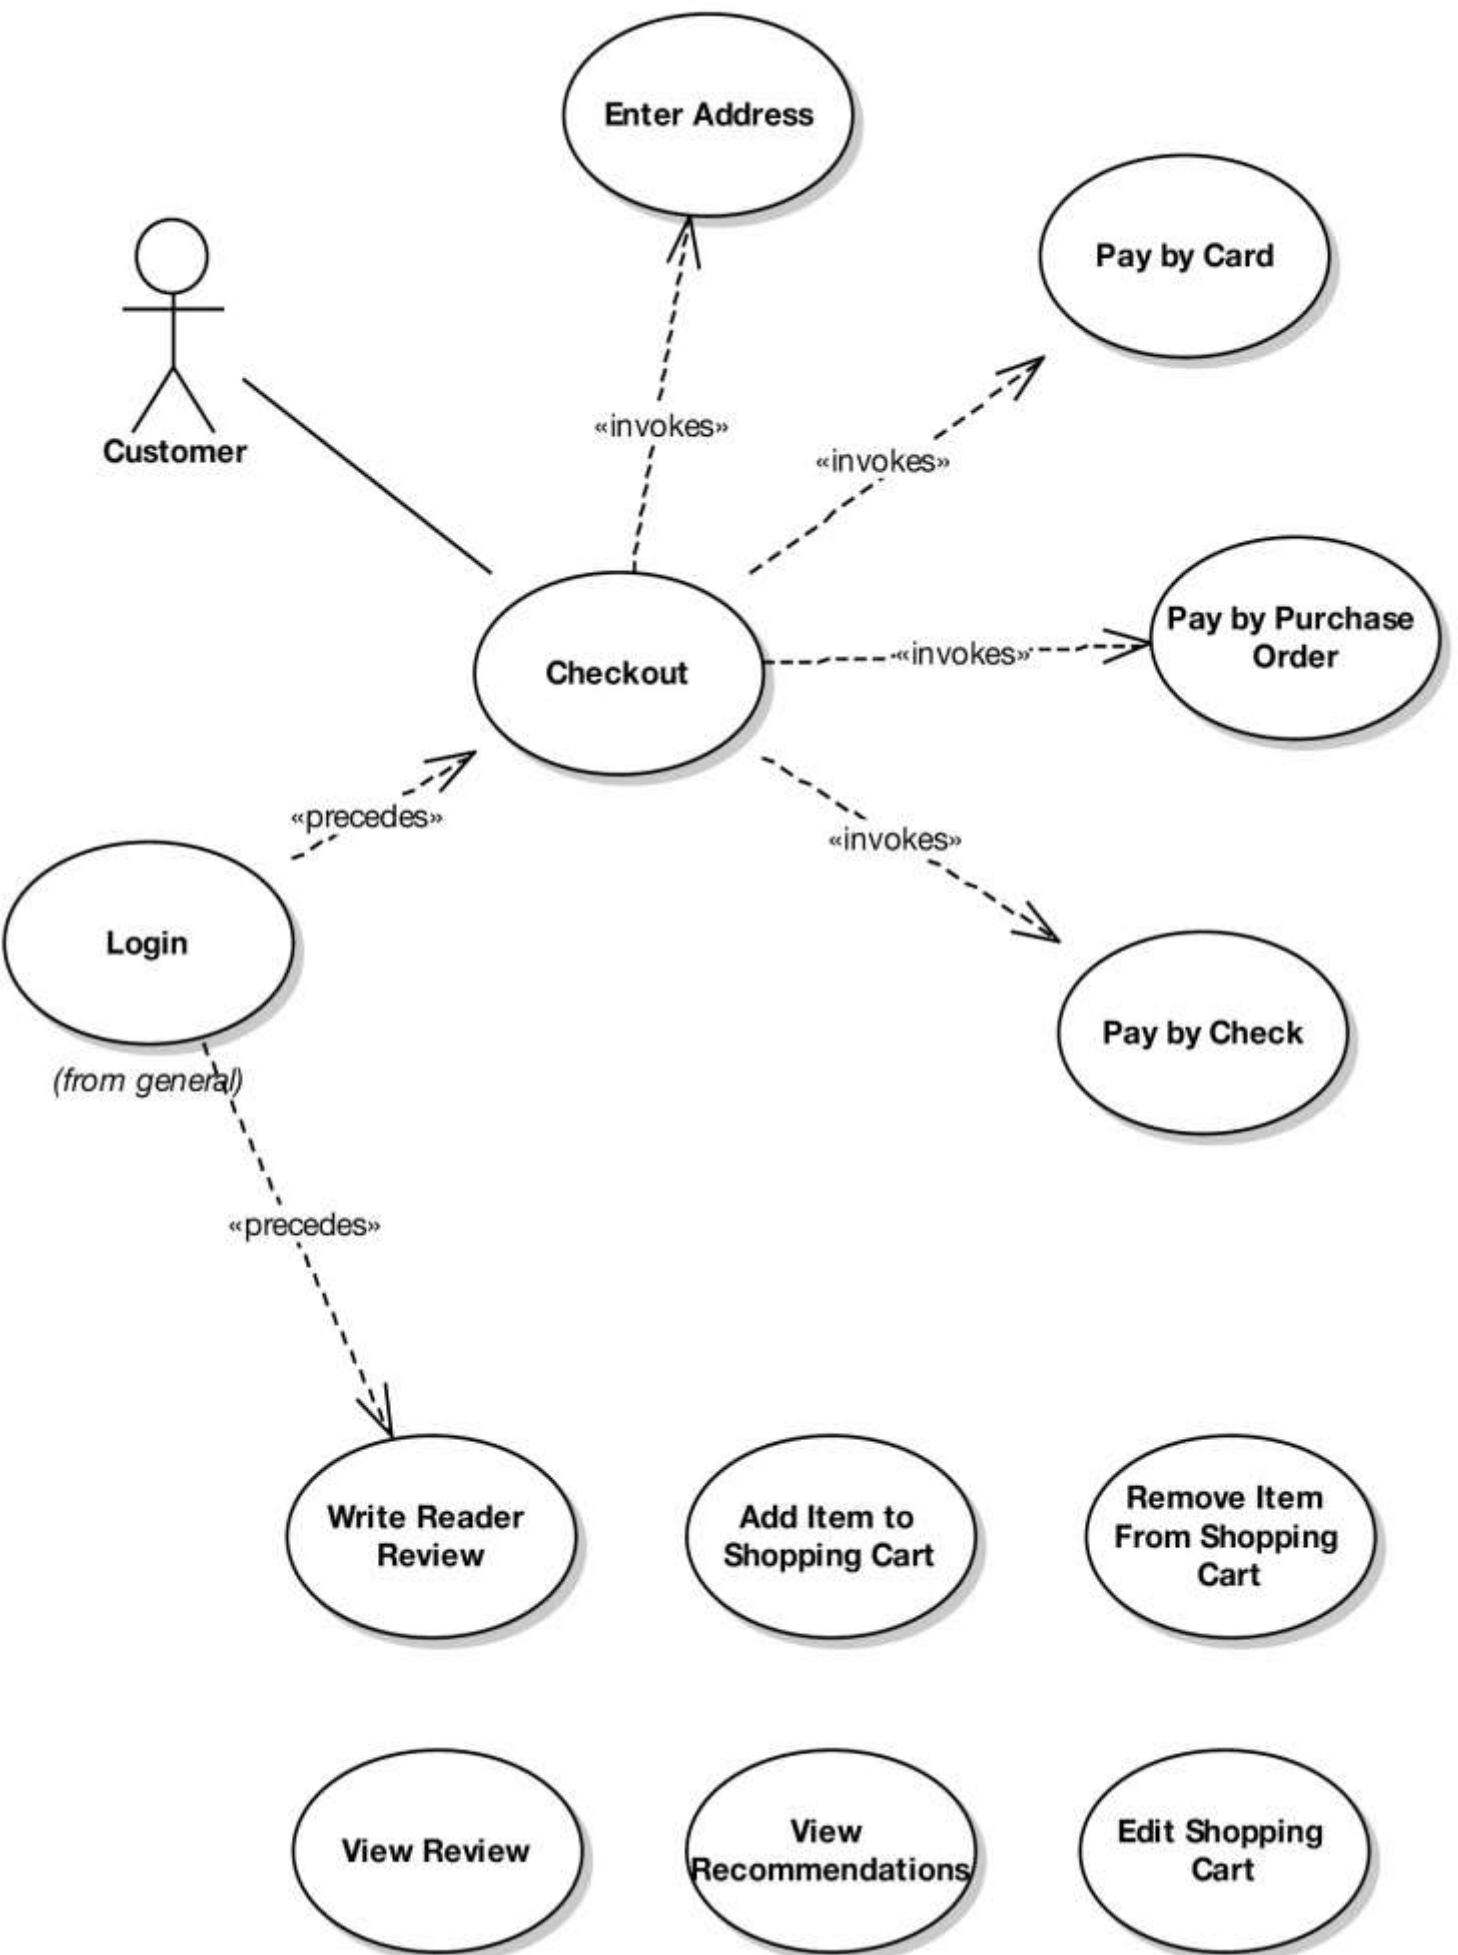 Enter Address
Pay by Card
Customer
«invokes»
«invokes»
Pay by Purchase
Order
«invokes»
Checkout
«precedes»
«invokes»
Login
Pay by Check
(from general)
«precedes»
Write Reader
Review
Add Item to
Shopping Cart
Remove Item
From Shopping
Cart
View Review
View
Recommendations
Edit Shopping
Cart